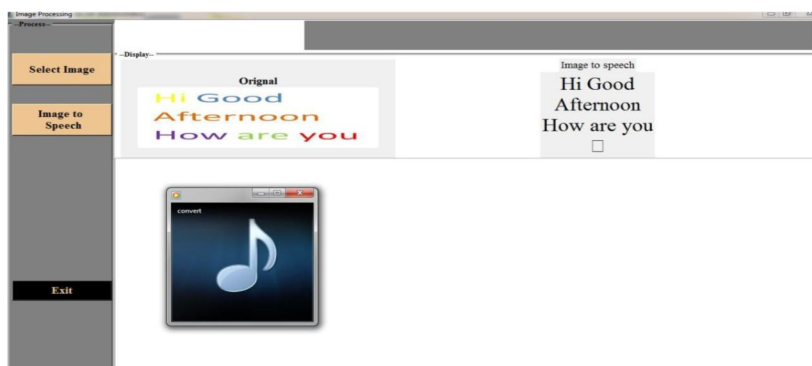 Image Processing
--Process--
Select Image
Image to
Speech
Exit
--Display--
Orignal
Hi Good
Afternoon
How are you
Image to speech
Hi Good
Afternoon
How are you
convert